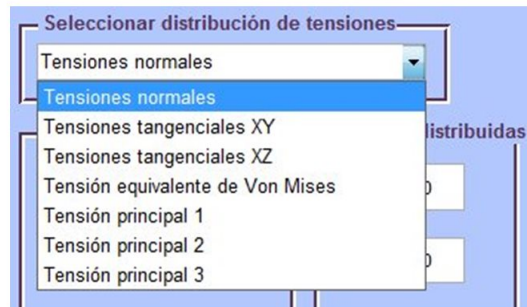 Seleccionar distribución de tensiones
Tensiones normales
Tensiones normales
Tensiones tangenciales XY
distribuidas
Tensiones tangenciales XZ
Tensión equivalente de Von Mises
Tensión principal 1
Tensión principal 2
Tensión principal 3